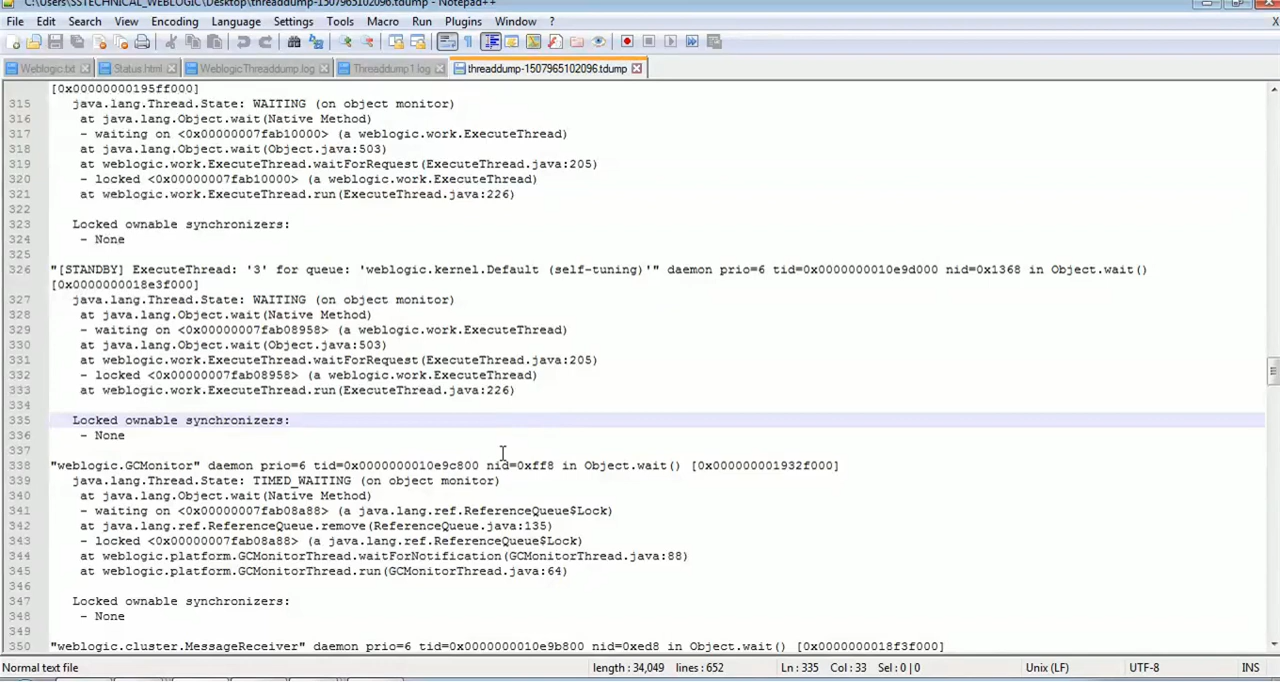 C:\Users\SSTECHNICAL_WEBLOGIC\Desktop\threaddump-1507965102096.tdump - Notepad++
File Edit Search View Encoding Language Settings Tools Macro Run Plugins Window ? X
Weblogic.txt Status.html WeblogicThreaddump.log Threaddump1.log threaddump-1507965102096.tdump
[0x00000000195ff000]
315 java.lang.Thread.State: WAITING (on object monitor)
316 at java.lang.Object.wait(Native Method)
317 - waiting on <0x00000007fab10000> (a weblogic.work.ExecuteThread)
318 at java.lang.Object.wait(Object.java:503)
319 at weblogic.work.ExecuteThread.waitForRequest(ExecuteThread.java:205)
320 - locked <0x00000007fab10000> (a weblogic.work.ExecuteThread)
321 at weblogic.work.ExecuteThread.run(ExecuteThread.java:226)
322
323 Locked ownable synchronizers:
324 - None
325
326 "[STANDBY] ExecuteThread: '3' for queue: 'weblogic.kernel.Default (self-tuning)'" daemon prio=6 tid=0x0000000010e9d000 nid=0x1368 in Object.wait()
[0x0000000018e3f000]
327 java.lang.Thread.State: WAITING (on object monitor)
328 at java.lang.Object.wait(Native Method)
329 - waiting on <0x00000007fab08958> (a weblogic.work.ExecuteThread)
330 at java.lang.Object.wait(Object.java:503)
331 at weblogic.work.ExecuteThread.waitForRequest(ExecuteThread.java:205)
332 - locked <0x00000007fab08958> (a weblogic.work.ExecuteThread)
333 at weblogic.work.ExecuteThread.run(ExecuteThread.java:226)
334
335 Locked ownable synchronizers:
336 - None
337
338 "weblogic.GCMonitor" daemon prio=6 tid=0x0000000010e9c800 nid=0xff8 in Object.wait() [0x000000001932f000]
339 java.lang.Thread.State: TIMED_WAITING (on object monitor)
340 at java.lang.Object.wait(Native Method)
341 - waiting on <0x00000007fab08a88> (a java.lang.ref.ReferenceQueue$Lock)
342 at java.lang.ref.ReferenceQueue.remove(ReferenceQueue.java:135)
343 - locked <0x00000007fab08a88> (a java.lang.ref.ReferenceQueue$Lock)
344 at weblogic.platform.GCMonitorThread.waitForNotification(GCMonitorThread.java:88)
345 at weblogic.platform.GCMonitorThread.run(GCMonitorThread.java:64)
346
347 Locked ownable synchronizers:
348 - None
349
350 "weblogic.cluster.MessageReceiver" daemon prio=6 tid=0x0000000010e9b800 nid=0xed8 in Object.wait() [0x0000000018f3f000]
Normal text file length : 34,049 lines : 652 Ln : 335 Col : 33 Sel : 0 | 0 Unix (LF) UTF-8 INS